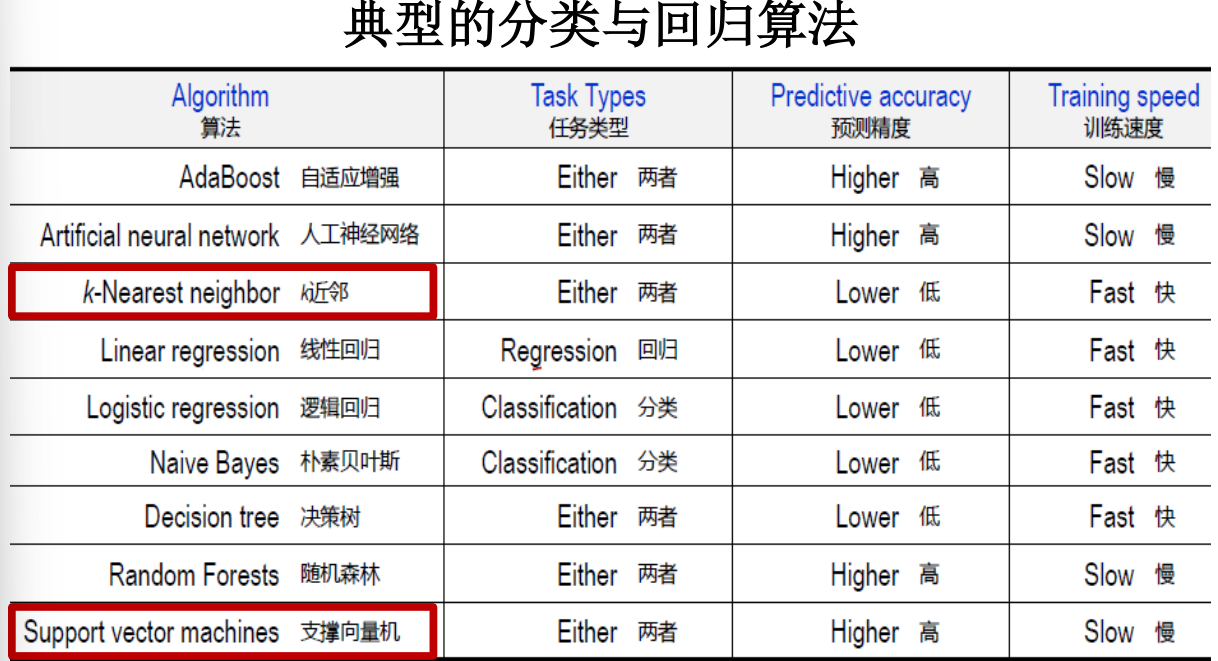 典型的分类与回归算法
Algorithm Task Types Predictive accuracy Training speed
算法 任务类型 预测精度 训练速度
AdaBoost 自适应增强 Either 两者 Higher 高 Slow 慢
Artificial neural network 人工神经网络 Either 两者 Higher 高 Slow 慢
k-Nearest neighbor k近邻 Either 两者 Lower 低 Fast 快
Linear regression 线性回归 Regression 回归 Lower 低 Fast 快
Logistic regression 逻辑回归 Classification 分类 Lower 低 Fast 快
Naive Bayes 朴素贝叶斯 Classification 分类 Lower 低 Fast 快
Decision tree 决策树 Either 两者 Lower 低 Fast 快
Random Forests 随机森林 Either 两者 Higher 高 Slow 慢
Support vector machines 支撑向量机 Either 两者 Higher 高 Slow 慢